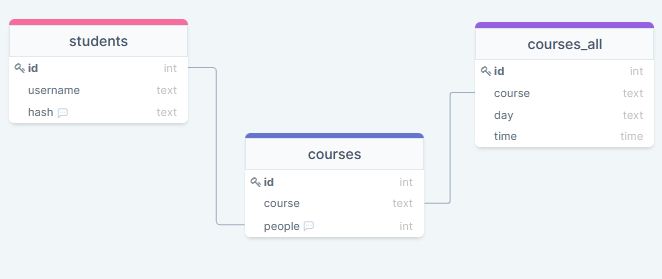 students
id int
username text
hash text
courses_all
id int
course text
day text
time time
courses
id int
course text
people int